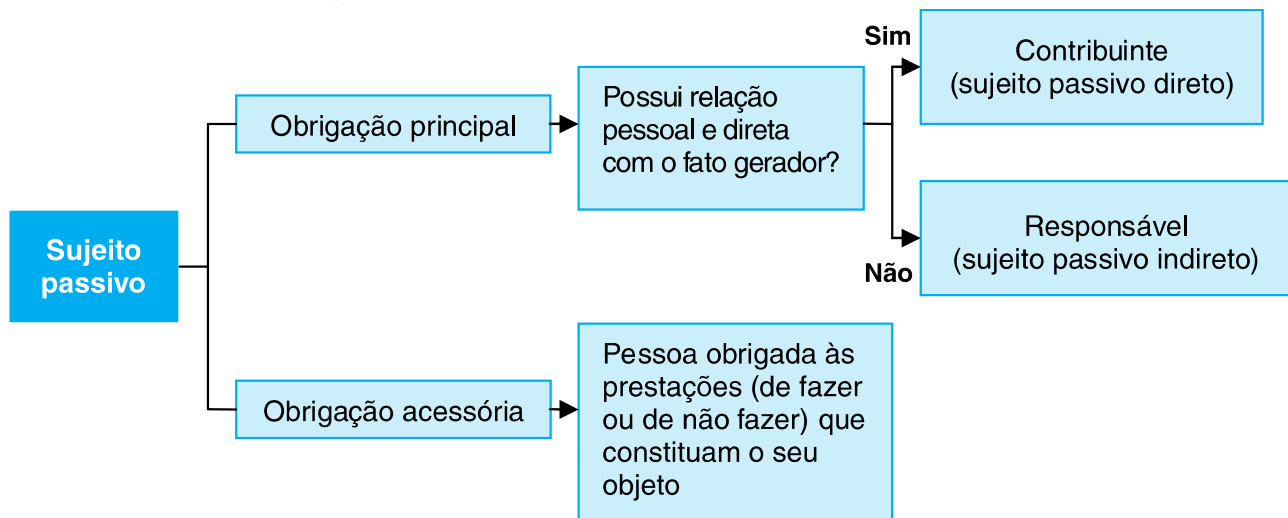 Sujeito
passivo
Obrigação principal
Possui relação
pessoal e direta
com o fato gerador?
Sim
Contribuinte
(sujeito passivo direto)
Não
Responsável
(sujeito passivo indireto)
Obrigação acessória
Pessoa obrigada às
prestações (de fazer
ou de não fazer) que
constituam o seu
objeto